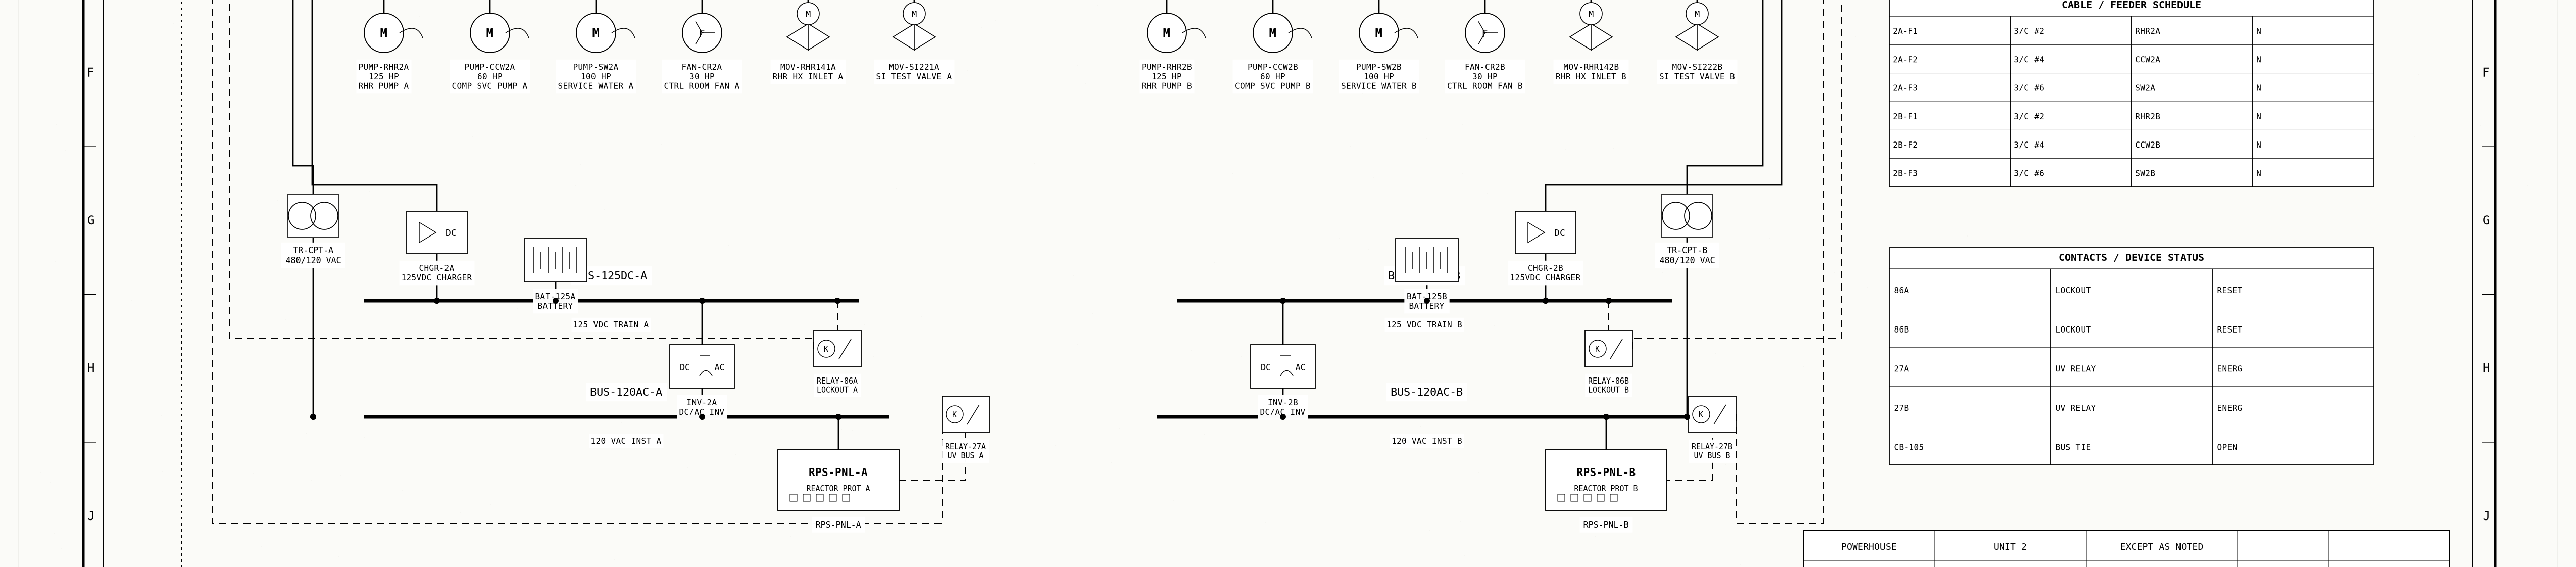 CABLE / FEEDER SCHEDULE
2A-F1 3/C #2 RHR2A N
2A-F2 3/C #4 CCW2A N
2A-F3 3/C #6 SW2A N
2B-F1 3/C #2 RHR2B N
2B-F2 3/C #4 CCW2B N
2B-F3 3/C #6 SW2B N
M
M
M
F
M
M
M
M
M
F
M
M
PUMP-RHR2A
125 HP
RHR PUMP A
PUMP-CCW2A
60 HP
COMP SVC PUMP A
PUMP-SW2A
100 HP
SERVICE WATER A
FAN-CR2A
30 HP
CTRL ROOM FAN A
MOV-RHR141A
RHR HX INLET A
MOV-SI221A
SI TEST VALVE A
PUMP-RHR2B
125 HP
RHR PUMP B
PUMP-CCW2B
60 HP
COMP SVC PUMP B
PUMP-SW2B
100 HP
SERVICE WATER B
FAN-CR2B
30 HP
CTRL ROOM FAN B
MOV-RHR142B
RHR HX INLET B
MOV-SI222B
SI TEST VALVE B
F
G
H
J
F
G
H
J
TR-CPT-A
480/120 VAC
DC
CHGR-2A
125VDC CHARGER
S-125DC-A
BAT-125A
BATTERY
125 VDC TRAIN A
DC AC
INV-2A
DC/AC INV
K
RELAY-86A
LOCKOUT A
BUS-120AC-A
120 VAC INST A
K
RELAY-27A
UV BUS A
RPS-PNL-A
REACTOR PROT A
RPS-PNL-A
BAT-125B
BATTERY
125 VDC TRAIN B
DC
CHGR-2B
125VDC CHARGER
TR-CPT-B
480/120 VAC
DC AC
INV-2B
DC/AC INV
K
RELAY-86B
LOCKOUT B
BUS-120AC-B
120 VAC INST B
K
RELAY-27B
UV BUS B
RPS-PNL-B
REACTOR PROT B
RPS-PNL-B
CONTACTS / DEVICE STATUS
86A LOCKOUT RESET
86B LOCKOUT RESET
27A UV RELAY ENERG
27B UV RELAY ENERG
CB-105 BUS TIE OPEN
POWERHOUSE UNIT 2 EXCEPT AS NOTED